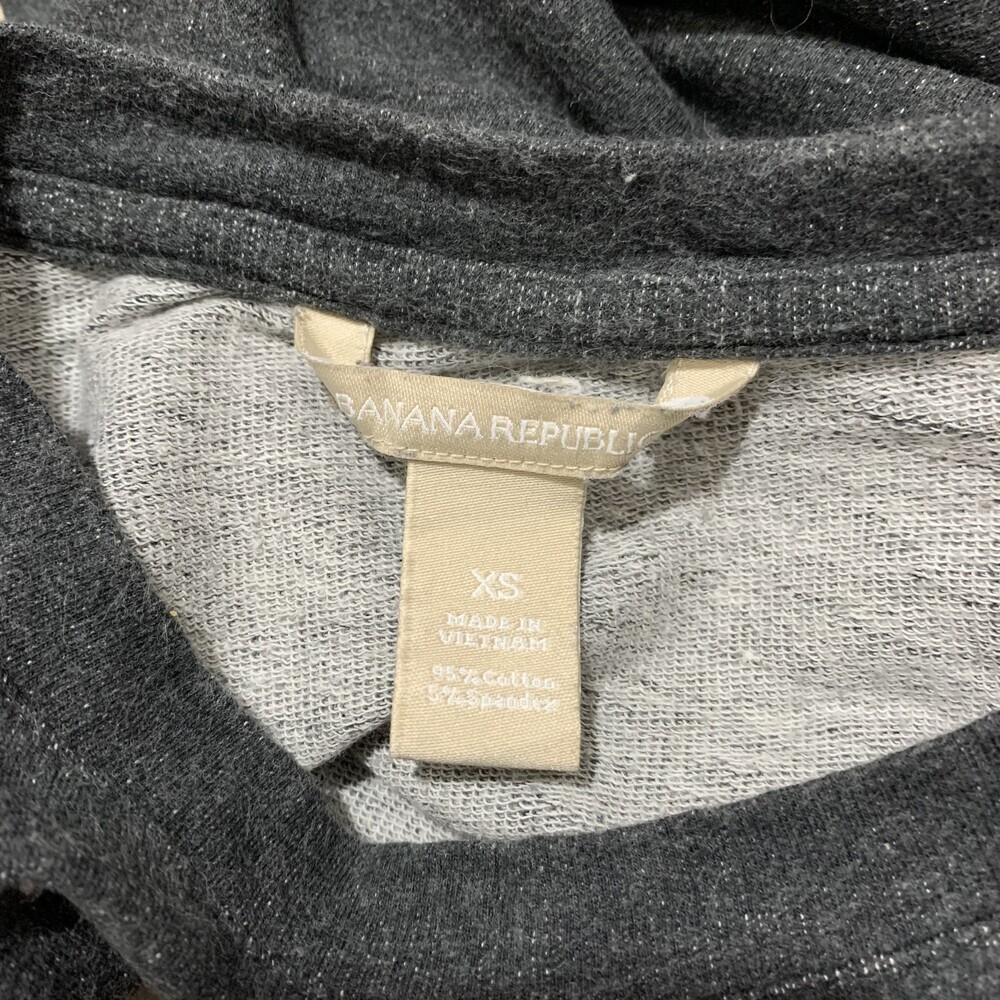 BANANA REPUBLIC
XS
MADE IN
VIETNAM
95% Cotton
5% Spandex